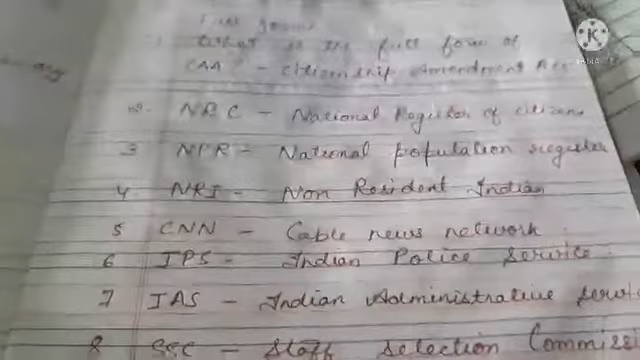 Full forms
1 What is the full form of
CAA? - Citizenship Amendment Act
2. NRC - National Register of citizens
3 NPR - National population register
4 NRI - Non Resident Indian
5 CNN - Cable news network.
6 IPS - Indian Police Service.
7 IAS - Indian Administrative servic
8 SSC - Staff Selection Commiss